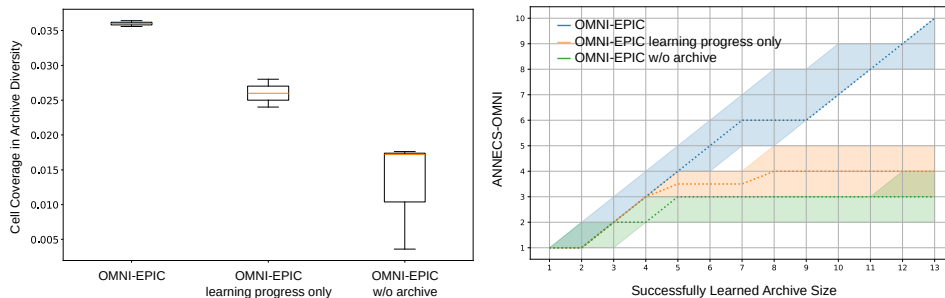 Cell Coverage in Archive Diversity
0.035
0.030
0.025
0.020
0.015
0.010
0.005
OMNI-EPIC
OMNI-EPIC
learning progress only
OMNI-EPIC
w/o archive
ANNECS-OMNI
10
9
8
7
6
5
4
3
2
1
OMNI-EPIC
OMNI-EPIC learning progress only
OMNI-EPIC w/o archive
1 2 3 4 5 6 7 8 9 10 11 12 13
Successfully Learned Archive Size